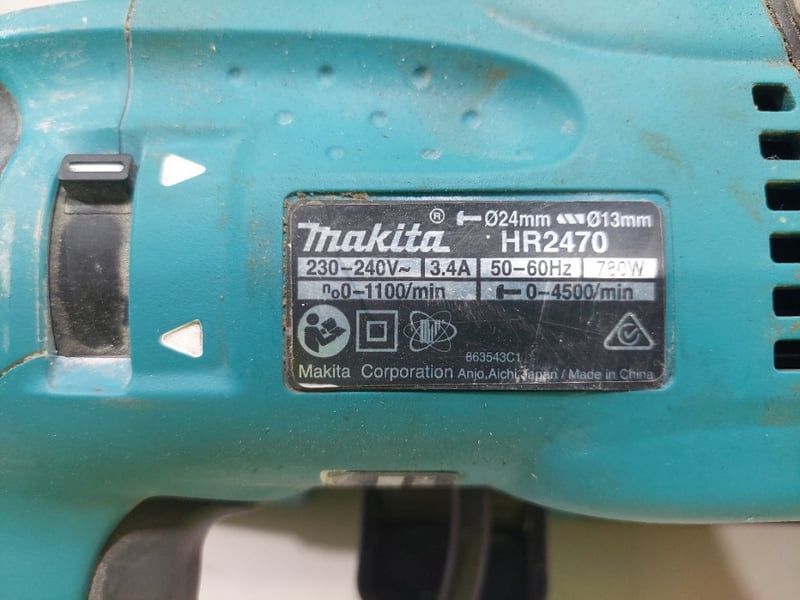 makita® Ø24mm Ø13mm
HR2470
230-240V~ 3.4A 50-60Hz 780W
n₀0-1100/min 0-4500/min
863543C1
Makita Corporation Anjo,Aichi,Japan / Made in China